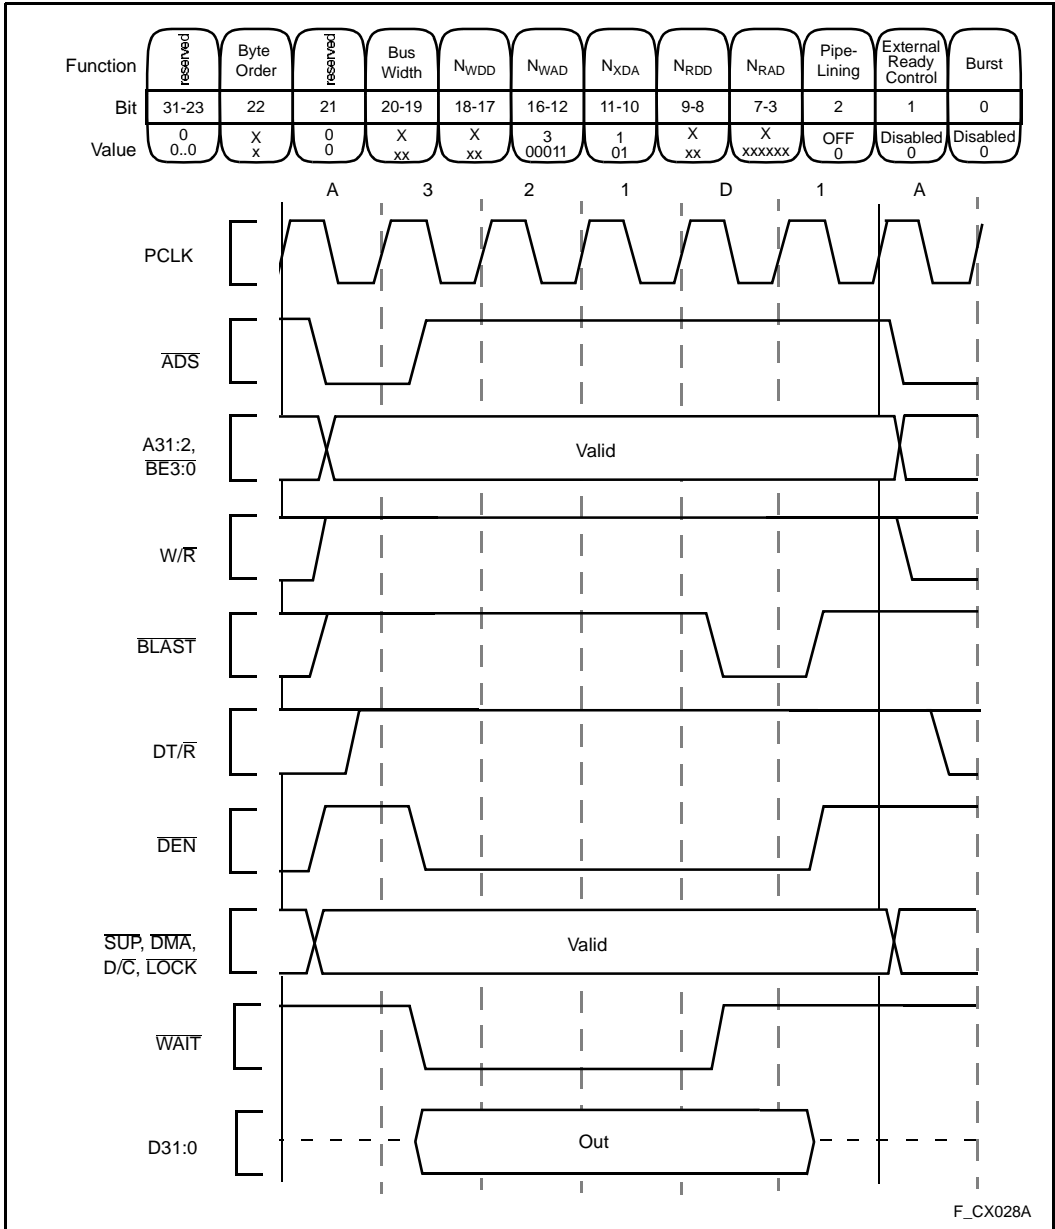 Function reserved Byte Order reserved Bus Width NWDD NWAD NXDA NRDD NRAD Pipe-Lining External Ready Control Burst
Bit 31-23 22 21 20-19 18-17 16-12 11-10 9-8 7-3 2 1 0
Value 0 X 0 X X 3 1 X X OFF Disabled Disabled
0..0 x 0 xx xx 00011 01 xx xxxxxx 0 0 0
A 3 2 1 D 1 A
PCLK
ADS
A31:2,
BE3:0
Valid
W/R
BLAST
DT/R
DEN
SUP, DMA,
D/C, LOCK
Valid
WAIT
D31:0
Out
F_CX028A